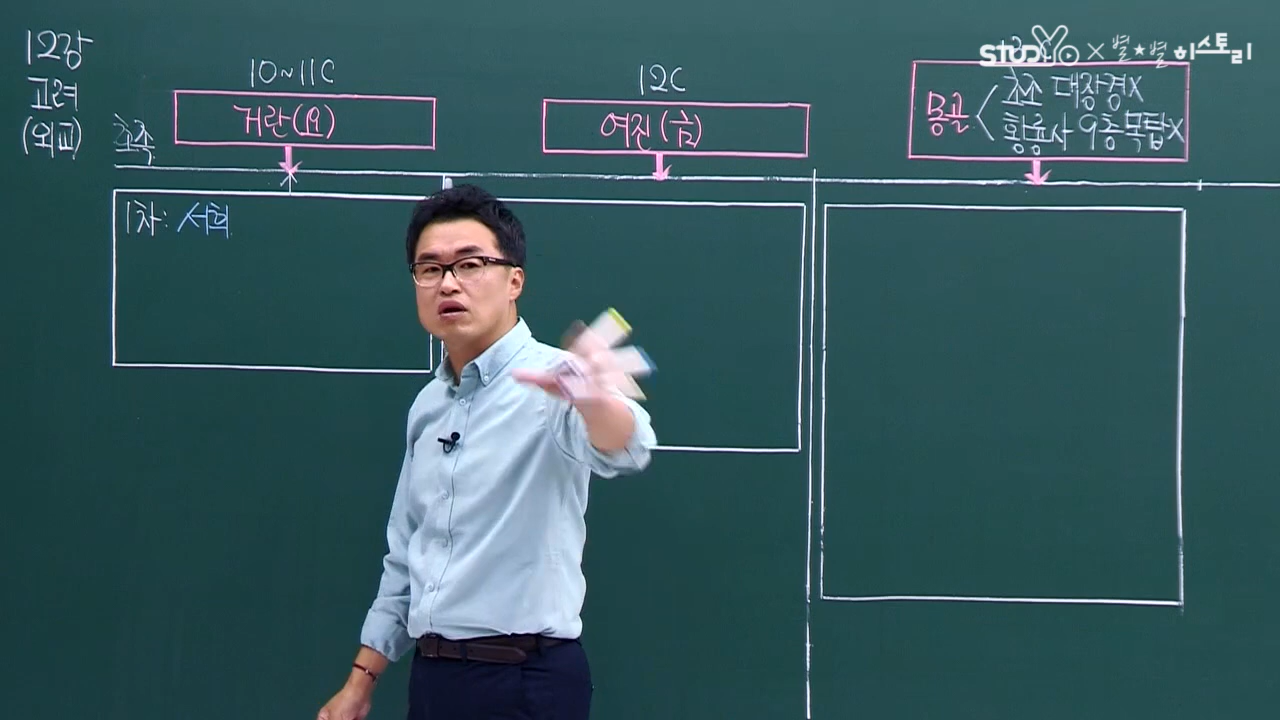 12강
고려
(외교)
호족
10~11C
거란(요)
12C
여진(금)
STUDYO × 별★별 히스토리
몽골 < 초조 대장경X
황룡사 9층목탑X
1차: 서희